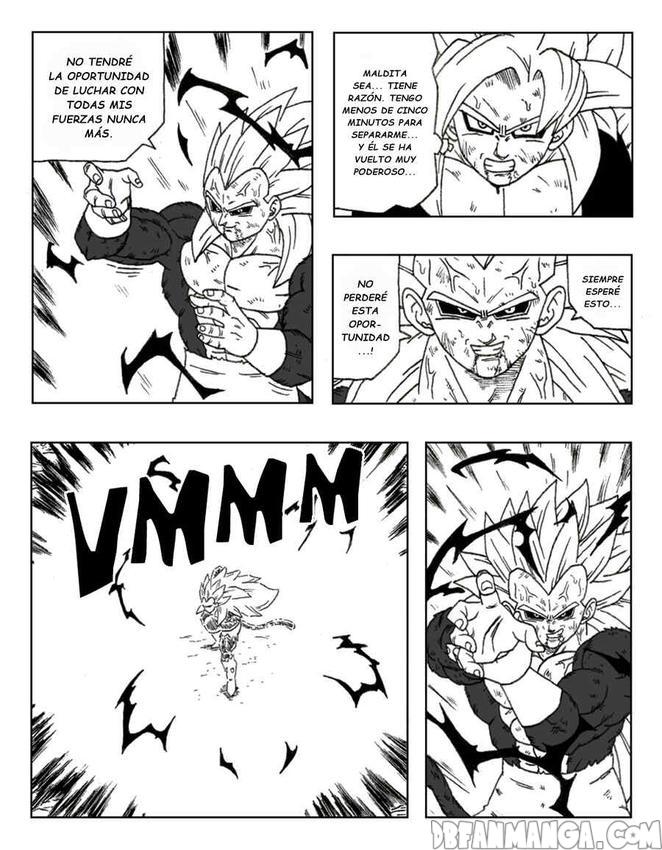 NO TENDRÉ
LA OPORTUNIDAD
DE LUCHAR CON
TODAS MIS
FUERZAS NUNCA
MÁS.
MALDITA
SEA... TIENE
RAZÓN. TENGO
MENOS DE CINCO
MINUTOS PARA
SEPARARME...
Y ÉL SE HA
VUELTO MUY
PODEROSO...
NO
PERDERÉ
ESTA
OPOR-
TUNIDAD
...!
SIEMPRE
ESPERÉ
ESTO...
VMMM
DBFANMANGA.COM